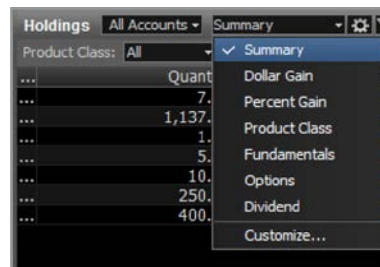 Holdings All Accounts Summary
Product Class: All
✓ Summary
Dollar Gain
Percent Gain
Product Class
Fundamentals
Options
Dividend
Customize...
... Quant
... 7.
... 1,137.
... 1.
... 5.
... 10.
... 250.
... 400.